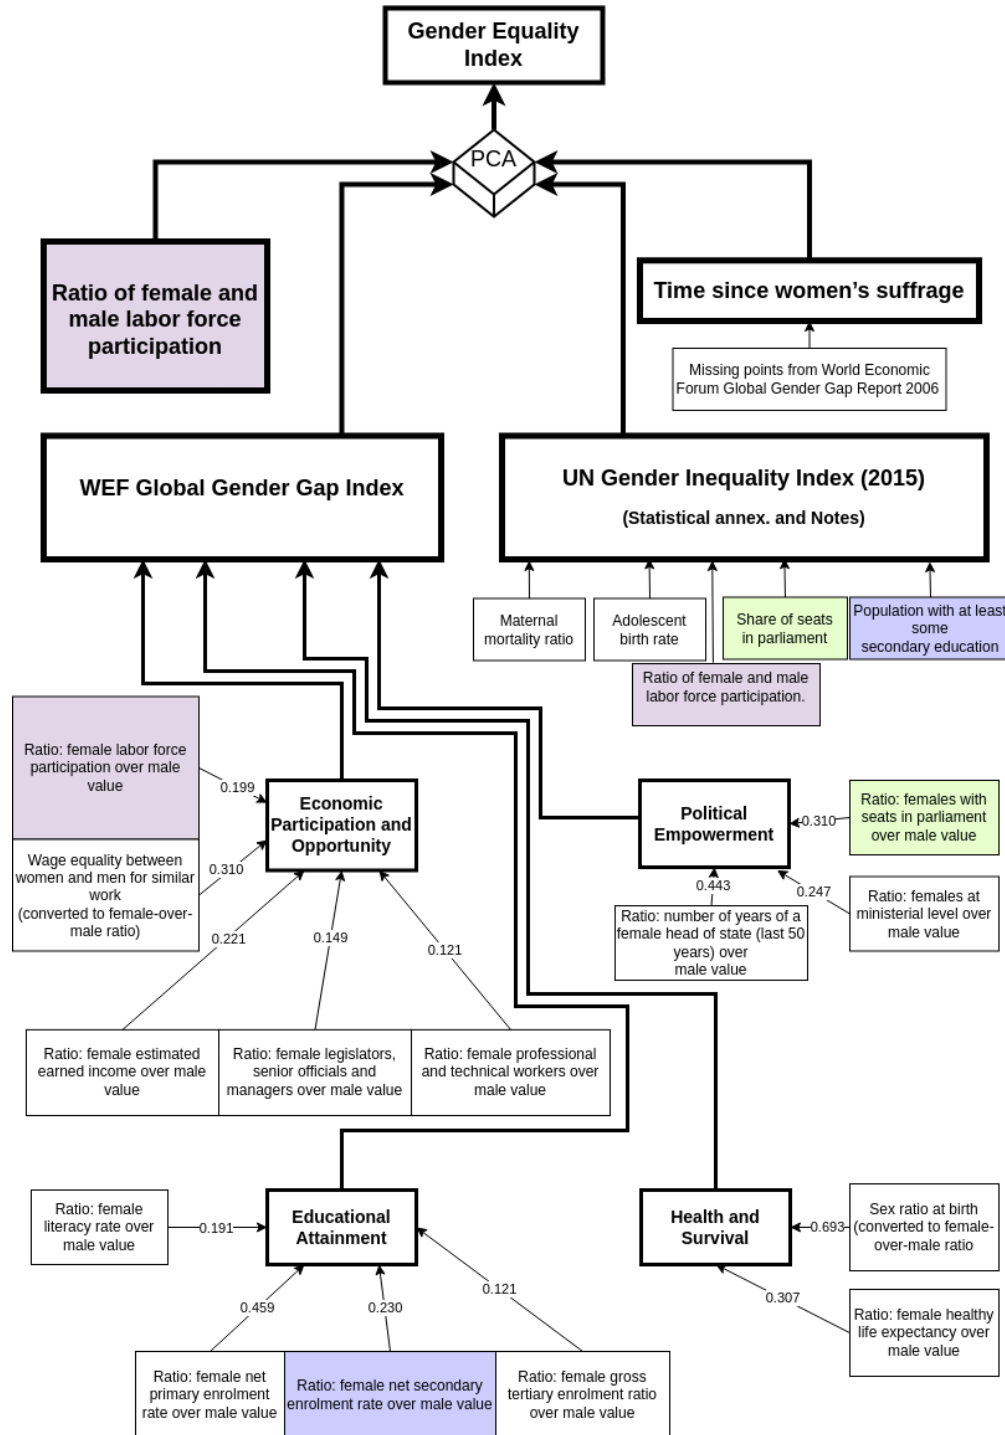 Gender Equality
Index
PCA
Ratio of female and
male labor force
participation
Time since women's suffrage
Missing points from World Economic
Forum Global Gender Gap Report 2006
WEF Global Gender Gap Index
UN Gender Inequality Index (2015)
(Statistical annex. and Notes)
Maternal
mortality ratio
Adolescent
birth rate
Share of seats
in parliament
Population with at least
some
secondary education
Ratio of female and male
labor force participation.
Ratio: female labor force
participation over male
value
0.199
Wage equality between
women and men for similar
work
(converted to female-over-
male ratio)
0.310
Economic
Participation and
Opportunity
0.221
0.149
0.121
Ratio: female estimated
earned income over male
value
Ratio: female legislators,
senior officials and
managers over male value
Ratio: female professional
and technical workers over
male value
Political
Empowerment
0.310
Ratio: females with
seats in parliament
over male value
0.443
0.247
Ratio: number of years of a
female head of state (last 50
years) over
male value
Ratio: females at
ministerial level over
male value
Ratio: female
literacy rate over
male value
0.191
Educational
Attainment
0.459
0.230
0.121
Ratio: female net
primary enrolment
rate over male value
Ratio: female net secondary
enrolment rate over male value
Ratio: female gross
tertiary enrolment ratio
over male value
Health and
Survival
0.693
Sex ratio at birth
(converted to female-
over-male ratio
0.307
Ratio: female healthy
life expectancy over
male value